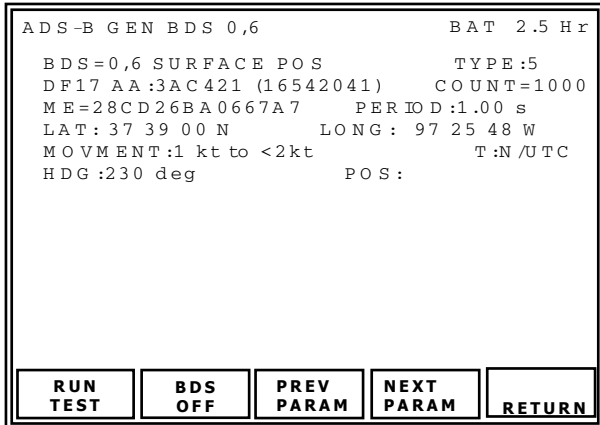 ADS-B GEN BDS 0,6 BAT 2.5 Hr
BDS=0,6 SURFACE POS TYPE:5
DF17 AA:3AC421 (16542041) COUNT=1000
ME=28CD26BA0667A7 PERIOD:1.00 s
LAT: 37 39 00 N LONG: 97 25 48 W
MOVMENT:1 kt to <2kt T:N/UTC
HDG:230 deg POS:
RUN TEST BDS OFF PREV PARAM NEXT PARAM RETURN